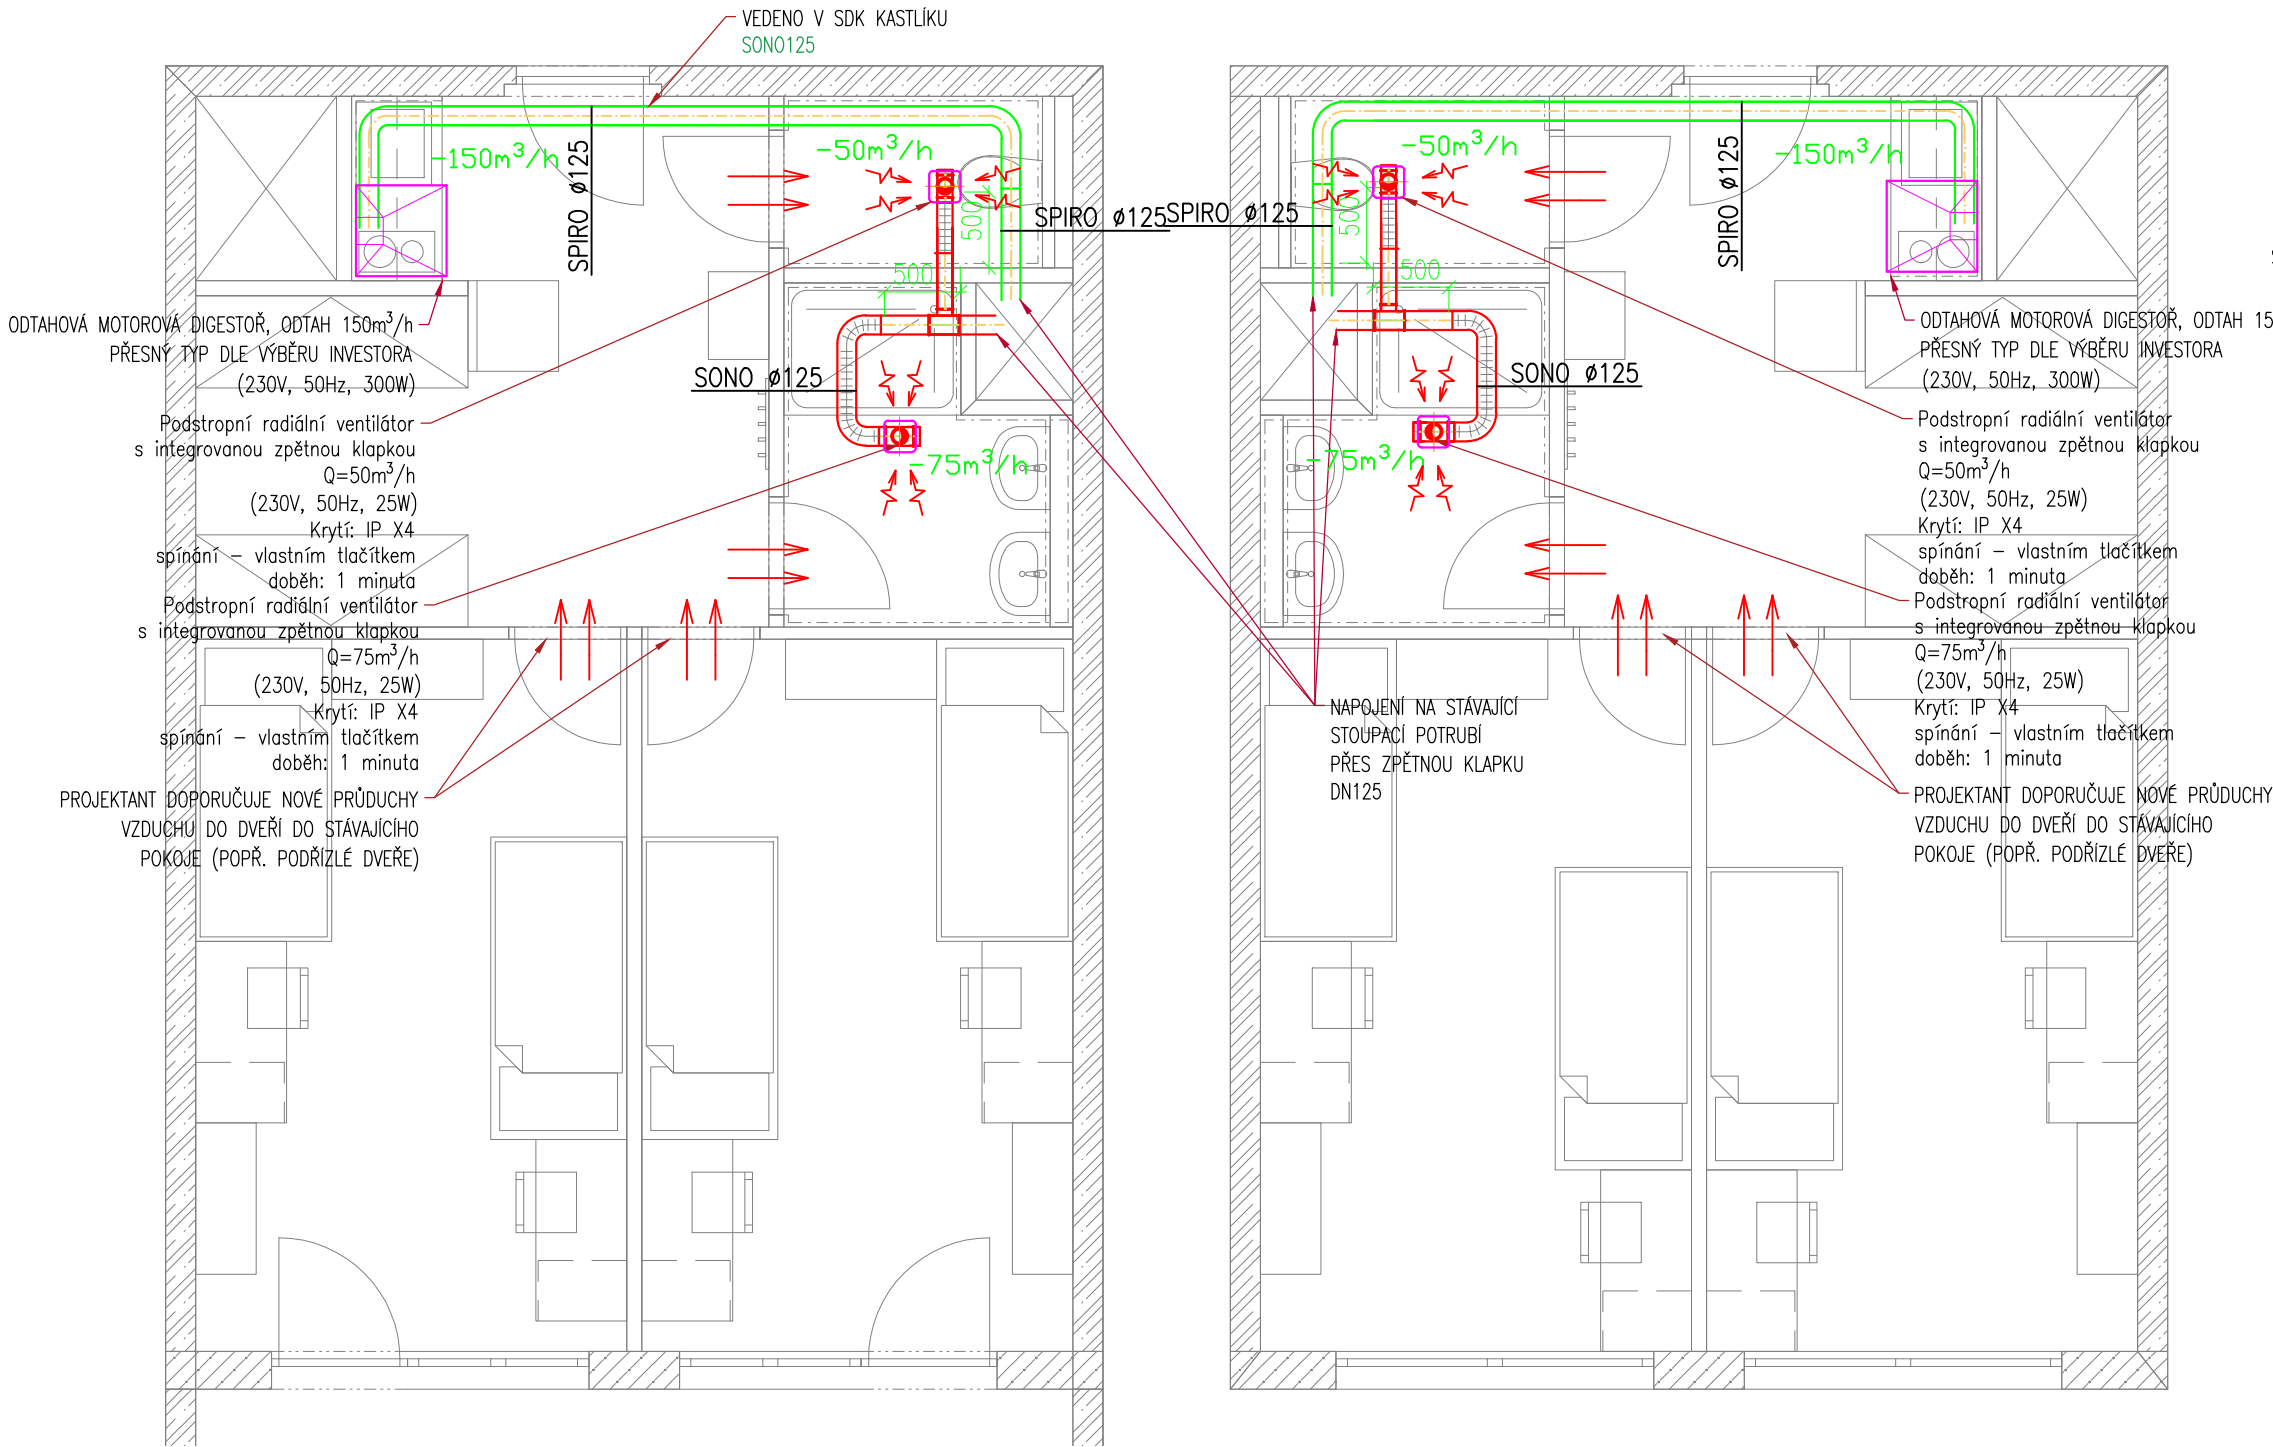 VEDENO V SDK KASTLÍKU
SONO125
-150m³/h
SPIRO ø125
-50m³/h
500
500
SPIRO ø125
SONO ø125
-75m³/h
ODTAHOVÁ MOTOROVÁ DIGESTOŘ, ODTAH 150m³/h
PŘESNÝ TYP DLE VÝBĚRU INVESTORA
(230V, 50Hz, 300W)
Podstropní radiální ventilátor
s integrovanou zpětnou klapkou
Q=50m³/h
(230V, 50Hz, 25W)
Krytí: IP X4
spínání – vlastním tlačítkem
doběh: 1 minuta
Podstropní radiální ventilátor
s integrovanou zpětnou klapkou
Q=75m³/h
(230V, 50Hz, 25W)
Krytí: IP X4
spínání – vlastním tlačítkem
doběh: 1 minuta
PROJEKTANT DOPORUČUJE NOVÉ PRŮDUCHY
VZDUCHU DO DVEŘÍ DO STÁVAJÍCÍHO
POKOJE (POPŘ. PODŘÍZLÉ DVEŘE)
SPIRO ø125
-50m³/h
500
500
SPIRO ø125
-150m³/h
SONO ø125
-75m³/h
NAPOJENÍ NA STÁVAJÍCÍ
STOUPACÍ POTRUBÍ
PŘES ZPĚTNOU KLAPKU
DN125
ODTAHOVÁ MOTOROVÁ DIGESTOŘ, ODTAH 15
PŘESNÝ TYP DLE VÝBĚRU INVESTORA
(230V, 50Hz, 300W)
Podstropní radiální ventilátor
s integrovanou zpětnou klapkou
Q=50m³/h
(230V, 50Hz, 25W)
Krytí: IP X4
spínání – vlastním tlačítkem
doběh: 1 minuta
Podstropní radiální ventilátor
s integrovanou zpětnou klapkou
Q=75m³/h
(230V, 50Hz, 25W)
Krytí: IP X4
spínání – vlastním tlačítkem
doběh: 1 minuta
PROJEKTANT DOPORUČUJE NOVÉ PRŮDUCHY
VZDUCHU DO DVEŘÍ DO STÁVAJÍCÍHO
POKOJE (POPŘ. PODŘÍZLÉ DVEŘE)